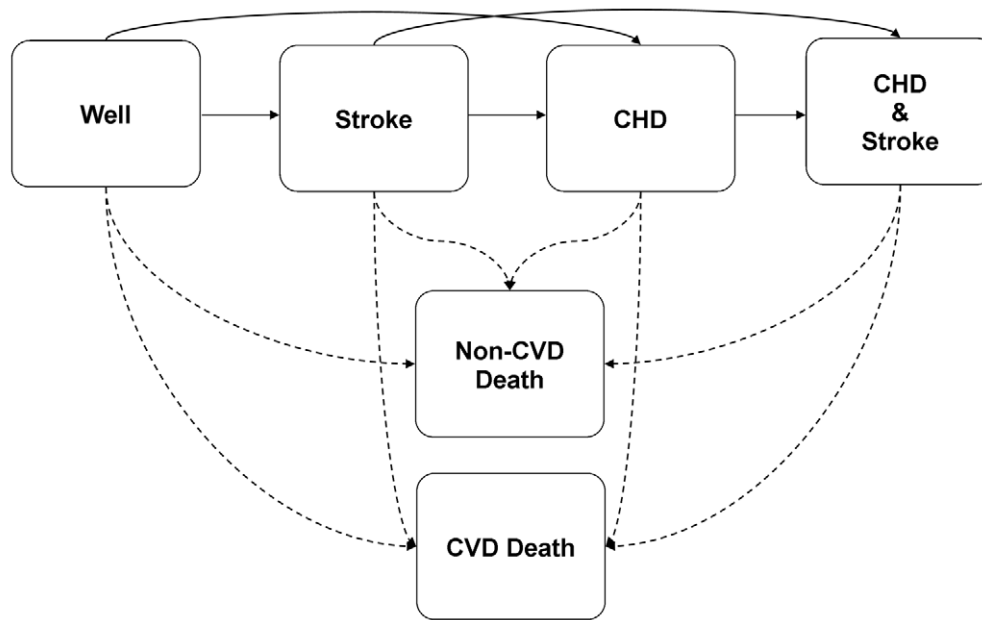 Well
Stroke
CHD
CHD
&
Stroke
Non-CVD
Death
CVD Death